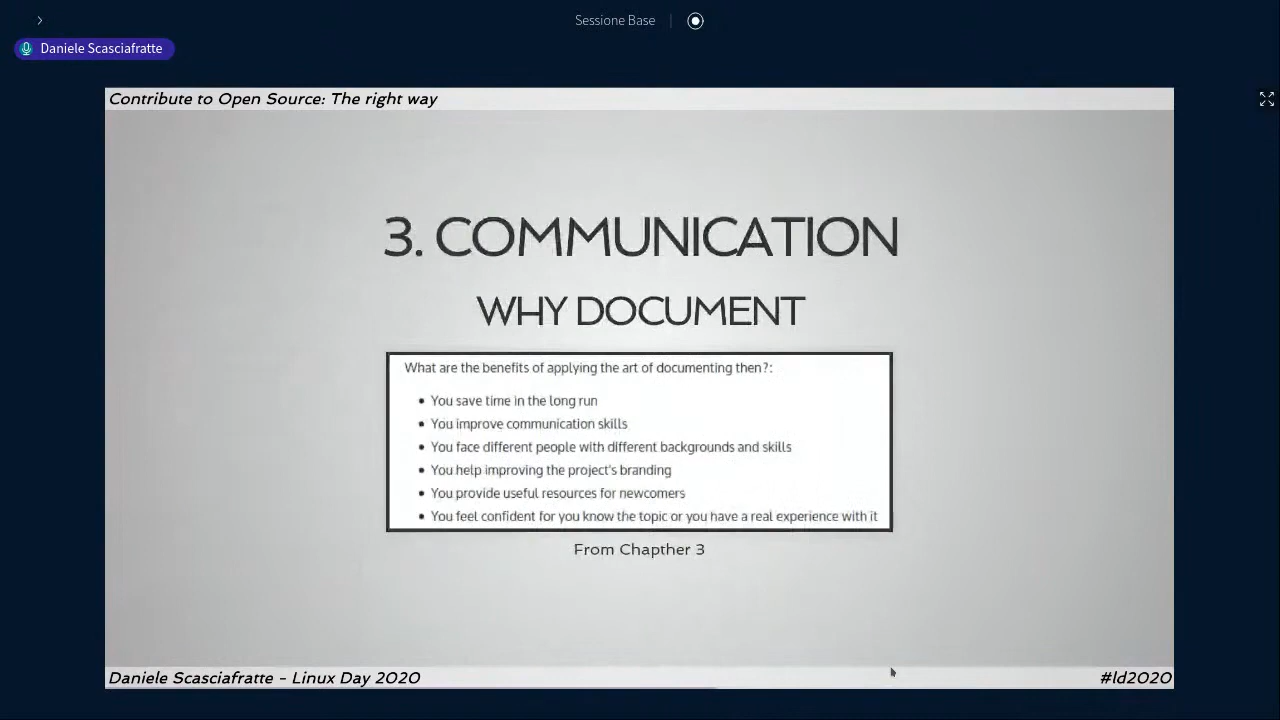 Sessione Base
Daniele Scasciafratte
Contribute to Open Source: The right way
3. COMMUNICATION
WHY DOCUMENT
What are the benefits of applying the art of documenting then?:
• You save time in the long run
• You improve communication skills
• You face different people with different backgrounds and skills
• You help improving the project's branding
• You provide useful resources for newcomers
• You feel confident for you know the topic or you have a real experience with it
From Chapther 3
Daniele Scasciafratte - Linux Day 2020
#ld2020